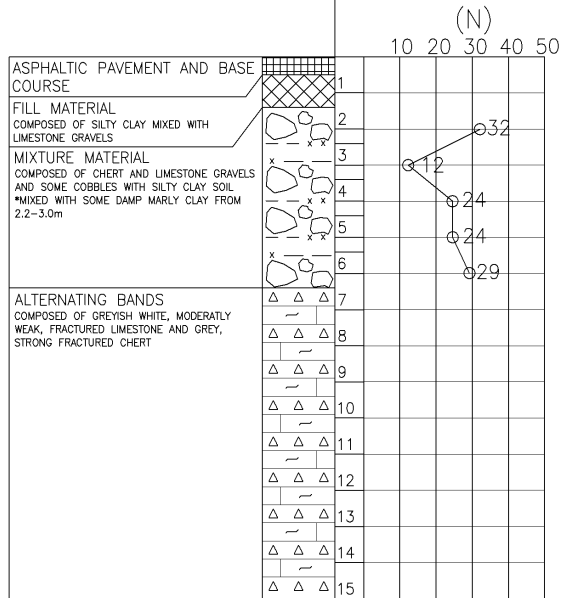 (N)
10 20 30 40 50
ASPHALTIC PAVEMENT AND BASE
COURSE
1
FILL MATERIAL
COMPOSED OF SILTY CLAY MIXED WITH
LIMESTONE GRAVELS
2
32
MIXTURE MATERIAL
COMPOSED OF CHERT AND LIMESTONE GRAVELS
AND SOME COBBLES WITH SILTY CLAY SOIL
*MIXED WITH SOME DAMP MARLY CLAY FROM
2.2-3.0m
x x
3
x
12
4
24
x x
5
24
x
6
29
ALTERNATING BANDS
COMPOSED OF GREYISH WHITE, MODERATLY
WEAK, FRACTURED LIMESTONE AND GREY,
STRONG FRACTURED CHERT
7
8
9
10
11
12
13
14
15